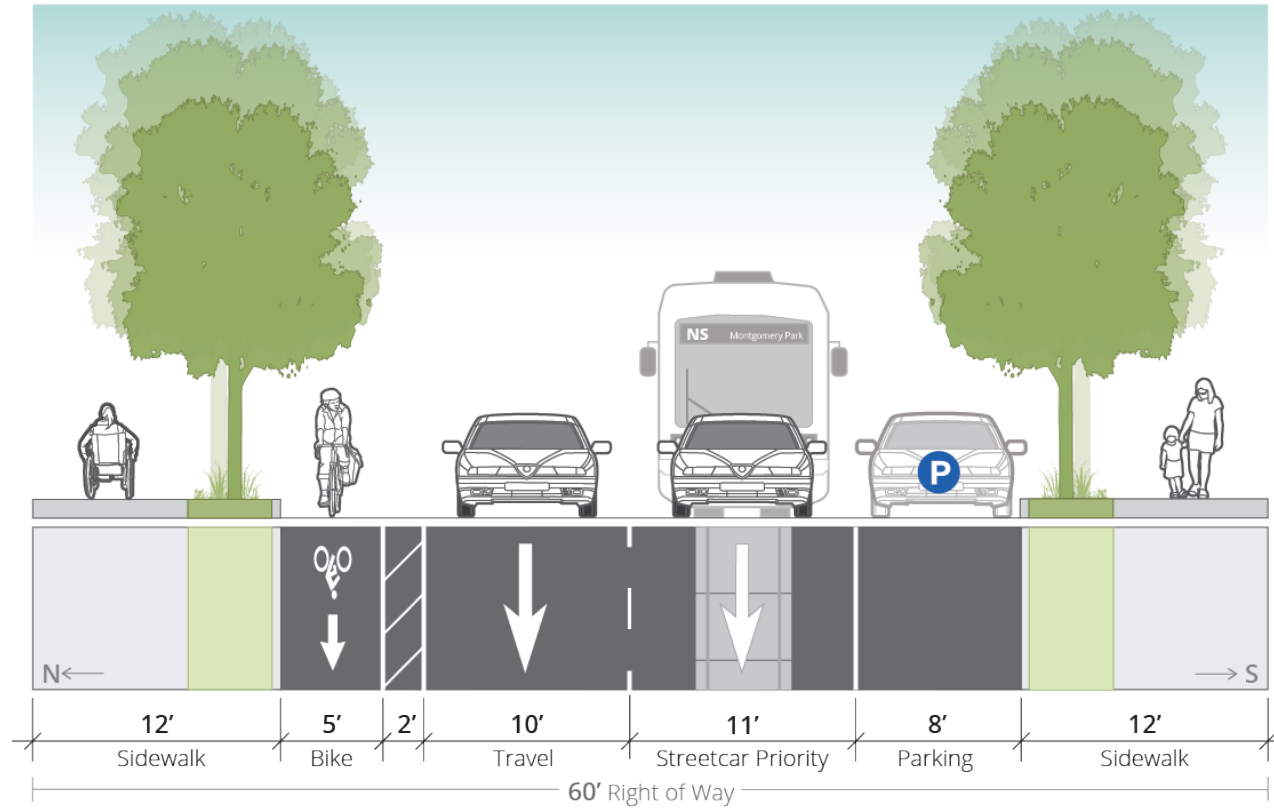 NS Montgomery Park
P
N
S
12’ 5’ 2’ 10’ 11’ 8’ 12’
Sidewalk Bike Travel Streetcar Priority Parking Sidewalk
60’ Right of Way